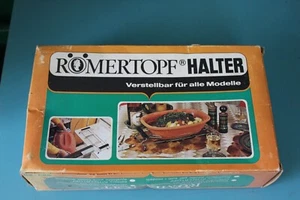 RÖMERTOPF® HALTER
Verstellbar für alle Modelle